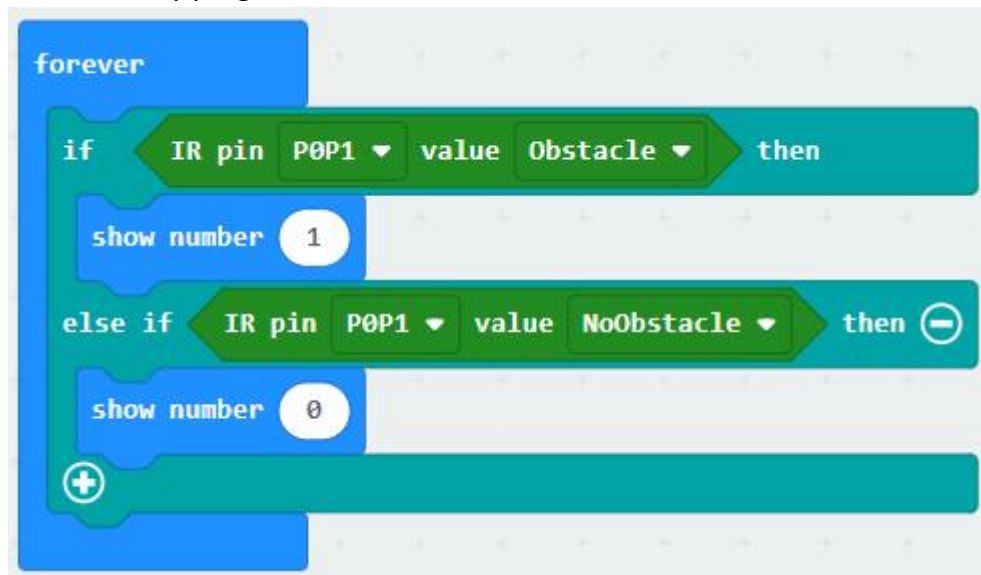 forever
if IR pin P0P1 value Obstacle then
show number 1
else if IR pin P0P1 value NoObstacle then
show number 0